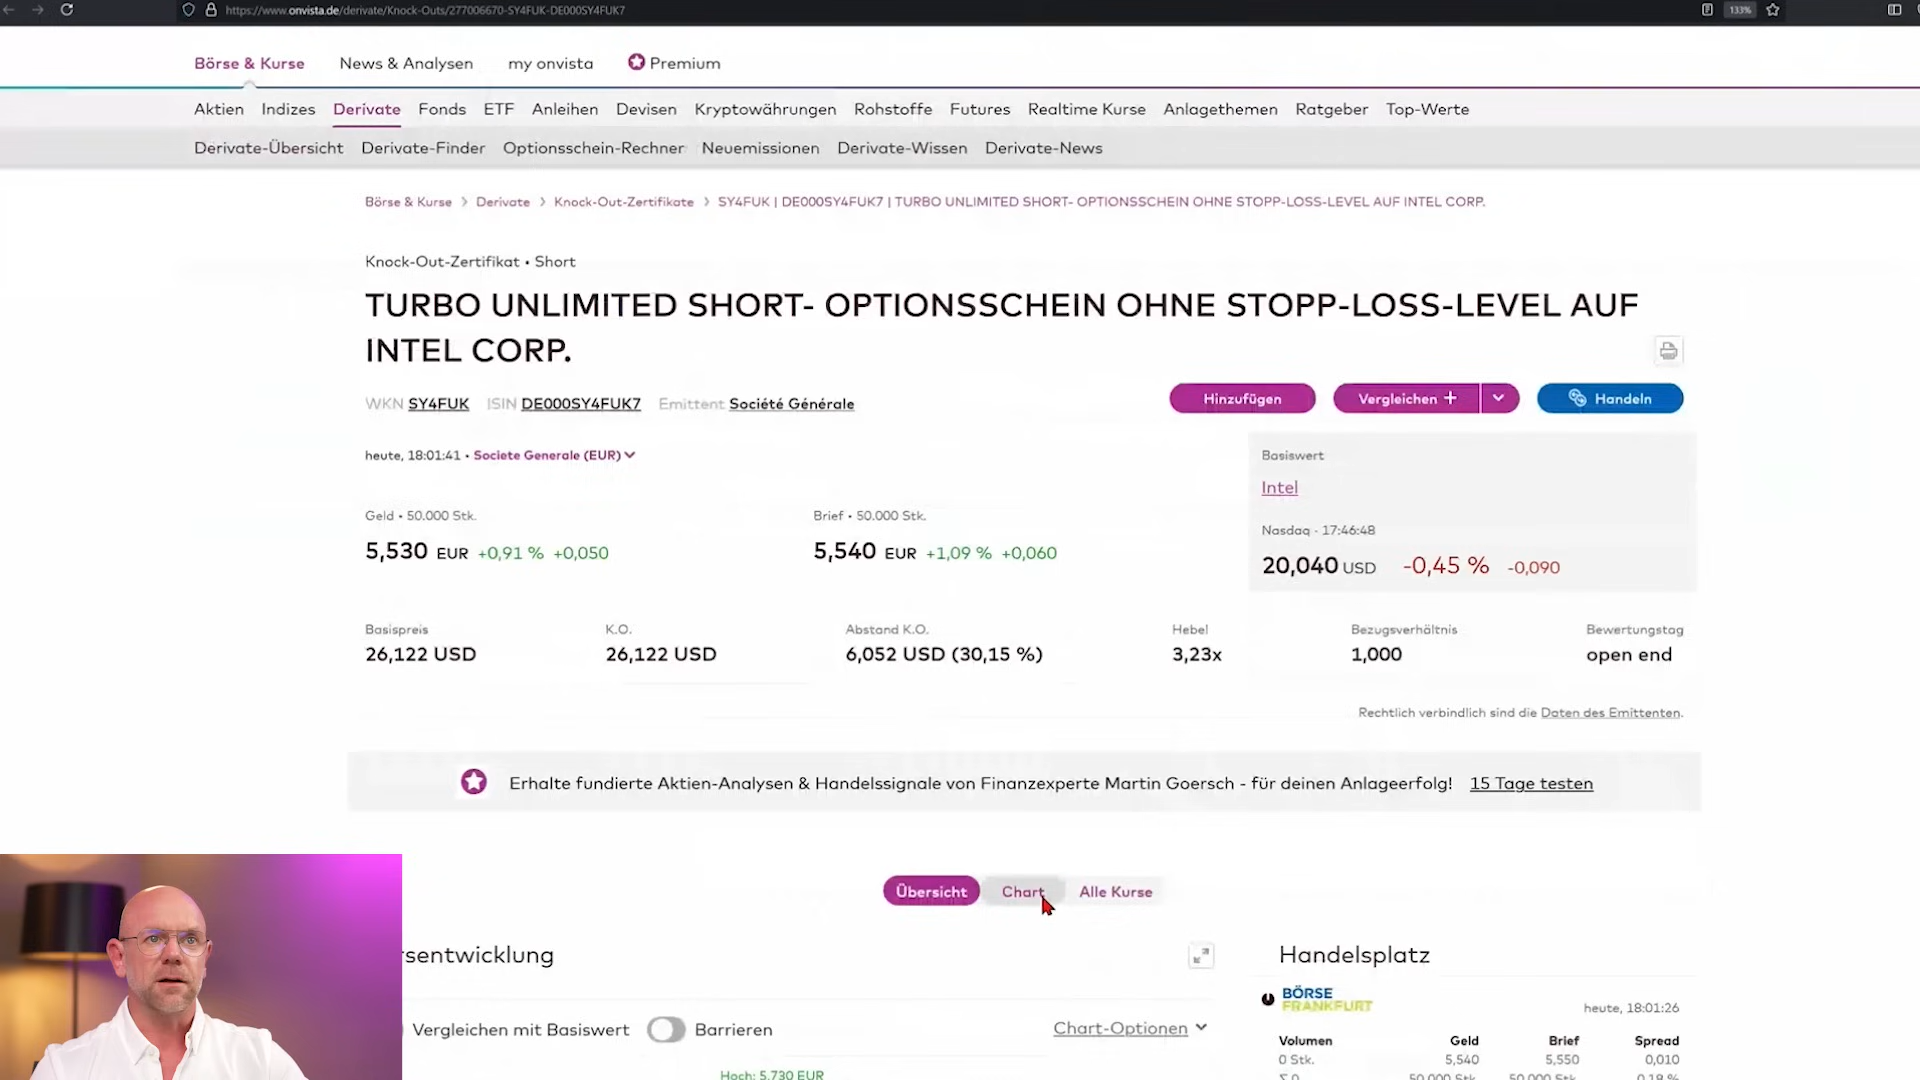 https://www.onvista.de/derivate/Knock-Outs/277006670-SY4FUK-DE000SY4FUK7
133%
Börse & Kurse News & Analysen my onvista Premium
Aktien Indizes Derivate Fonds ETF Anleihen Devisen Kryptowährungen Rohstoffe Futures Realtime Kurse Anlagethemen Ratgeber Top-Werte
Derivate-Übersicht Derivate-Finder Optionsschein-Rechner Neuemissionen Derivate-Wissen Derivate-News
Börse & Kurse > Derivate > Knock-Out-Zertifikate > SY4FUK | DE000SY4FUK7 | TURBO UNLIMITED SHORT- OPTIONSSCHEIN OHNE STOPP-LOSS-LEVEL AUF INTEL CORP.
Knock-Out-Zertifikat • Short
TURBO UNLIMITED SHORT- OPTIONSSCHEIN OHNE STOPP-LOSS-LEVEL AUF
INTEL CORP.
WKN SY4FUK ISIN DE000SY4FUK7 Emittent Société Générale
Hinzufügen Vergleichen + Handeln
heute, 18:01:41 • Societe Generale (EUR)
Basiswert
Intel
Geld • 50.000 Stk. Brief • 50.000 Stk.
Nasdaq - 17:46:48
5,530 EUR +0,91 % +0,050 5,540 EUR +1,09 % +0,060
20,040 USD -0,45 % -0,090
Basispreis K.O. Abstand K.O. Hebel Bezugsverhältnis Bewertungstag
26,122 USD 26,122 USD 6,052 USD (30,15 %) 3,23x 1,000 open end
Rechtlich verbindlich sind die Daten des Emittenten.
Erhalte fundierte Aktien-Analysen & Handelssignale von Finanzexperte Martin Goersch - für deinen Anlageerfolg! 15 Tage testen
Übersicht Chart Alle Kurse
rsentwicklung
Handelsplatz
BÖRSE
FRANKFURT
heute, 18:01:26
Vergleichen mit Basiswert Barrieren Chart-Optionen
Volumen Geld Brief Spread
0 Stk. 5,540 5,550 0,010
Hoch: 5,730 EUR
50.000 Stk. 50.000 Stk. 0,18 %